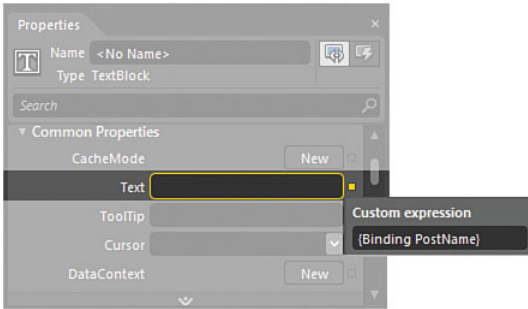 Properties
Name <No Name>
Type TextBlock
Search
Common Properties
CacheMode New
Text
ToolTip
Custom expression
{Binding PostName}
Cursor
DataContext New